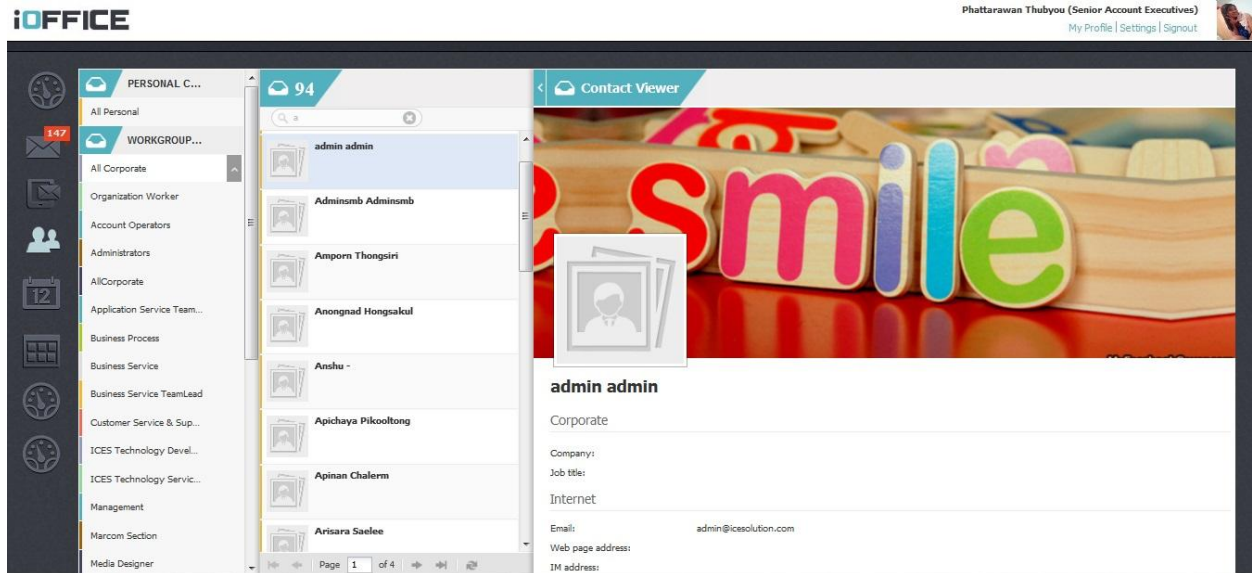 iOFFICE
Phattarawan Thubyou (Senior Account Executives)
My Profile | Settings | Signout
147
12
PERSONAL C...
All Personal
WORKGROUP...
All Corporate
Organization Worker
Account Operators
Administrators
AllCorporate
Application Service Team...
Business Process
Business Service
Business Service TeamLead
Customer Service & Sup...
ICES Technology Devel...
ICES Technology Servic...
Management
Marcom Section
Media Designer
94
a
admin admin
Adminsmb Adminsmb
Amporn Thongsiri
Anongnad Hongsakul
Anshu -
Apichaya Pikooltong
Apinan Chalerm
Arisara Saelee
Page 1 of 4
Contact Viewer
smile
admin admin
Corporate
Company:
Job title:
Internet
Email: admin@icesolution.com
Web page address:
IM address: